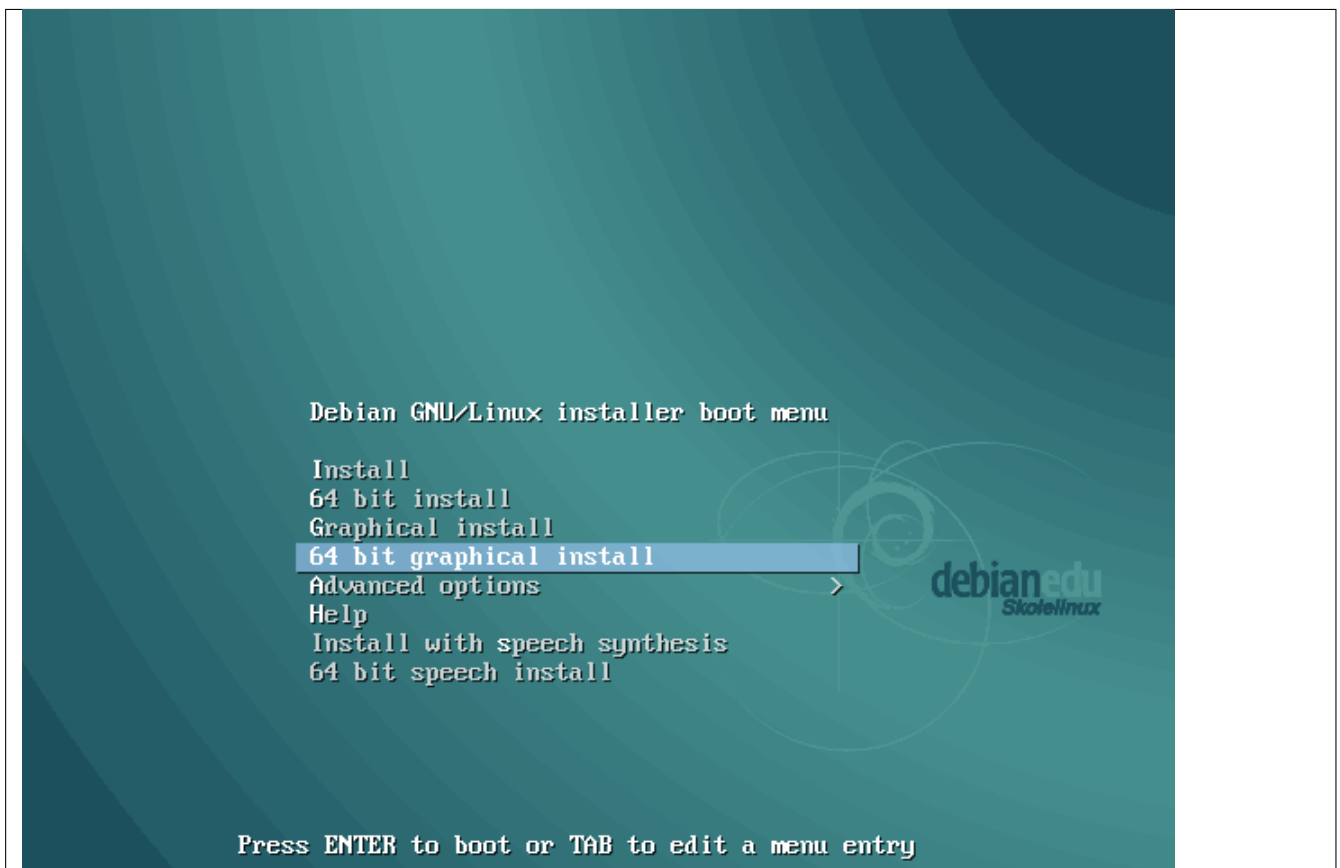 Debian GNU/Linux installer boot menu
Install
64 bit install
Graphical install
64 bit graphical install
Advanced options >
Help
Install with speech synthesis
64 bit speech install
debianedu
Skolelinux
Press ENTER to boot or TAB to edit a menu entry